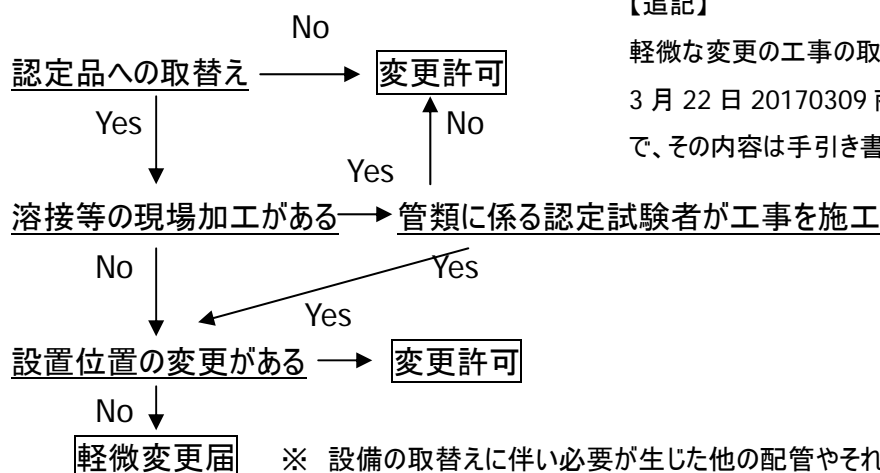 【追記】
No
軽微な変更の工事の取
認定品への取替え
変更許可
3 月 22 日 20170309
Yes
No
で、その内容は手引き書
Yes
溶接等の現場加工がある
管類に係る認定試験者が工事を施工
No
Yes
Yes
設置位置の変更がある
変更許可
No
軽微変更届
※ 設備の取替えに伴い必要が生じた他の配管やそれ